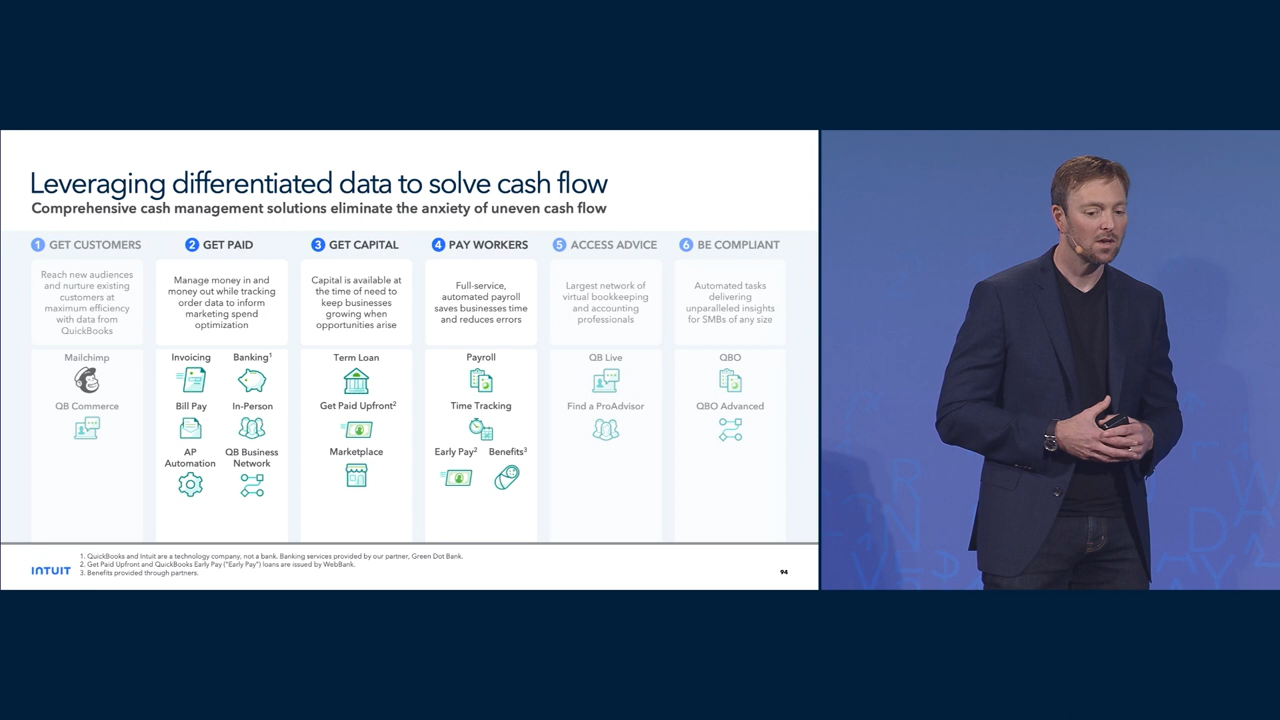 Leveraging differentiated data to solve cash flow
Comprehensive cash management solutions eliminate the anxiety of uneven cash flow
1 GET CUSTOMERS
Reach new audiences
and nurture existing
customers at
maximum efficiency
with data from
QuickBooks
Mailchimp
QB Commerce
2 GET PAID
Manage money in and
money out while tracking
order data to inform
marketing spend
optimization
Invoicing
Banking¹
Bill Pay
In-Person
AP
Automation
QB Business
Network
3 GET CAPITAL
Capital is available at
the time of need to
keep businesses
growing when
opportunities arise
Term Loan
Get Paid Upfront²
Marketplace
4 PAY WORKERS
Full-service,
automated payroll
saves businesses time
and reduces errors
Payroll
Time Tracking
Early Pay²
Benefits³
5 ACCESS ADVICE
Largest network of
virtual bookkeeping
and accounting
professionals
QB Live
Find a ProAdvisor
6 BE COMPLIANT
Automated tasks
delivering
unparalleled insights
for SMBs of any size
QBO
QBO Advanced
INTUIT
1. QuickBooks and Intuit are a technology company, not a bank. Banking services provided by our partner, Green Dot Bank.
2. Get Paid Upfront and QuickBooks Early Pay ("Early Pay") loans are issued by WebBank.
3. Benefits provided through partners.
94